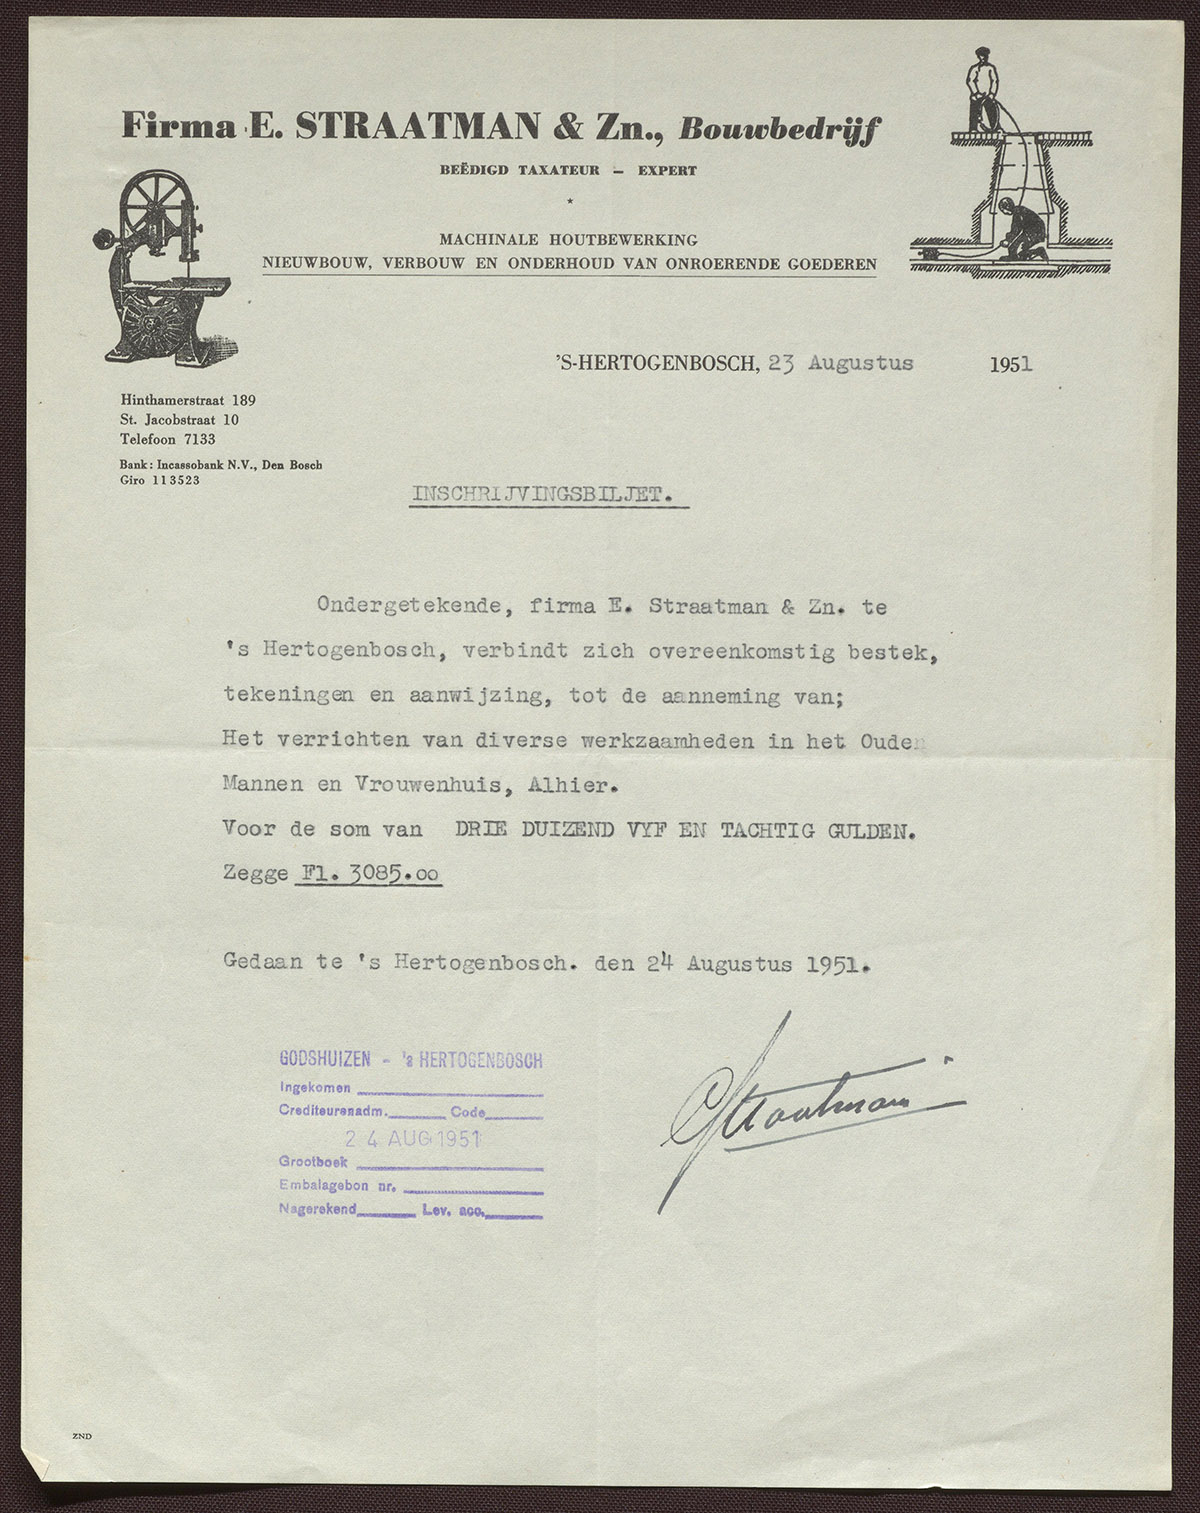 Firma E. STRAATMAN & Zn., Bouwbedrijf
BEËDIGD TAXATEUR — EXPERT
*
MACHINALE HOUTBEWERKING
NIEUWBOUW, VERBOUW EN ONDERHOUD VAN ONROERENDE GOEDEREN
'S-HERTOGENBOSCH, 23 Augustus 1951
Hinthamerstraat 189
St. Jacobstraat 10
Telefoon 7133
Bank: Incassobank N.V., Den Bosch
Giro 113523
INSCHRIJVINGSBILJET.
Ondergetekende, firma E. Straatman & Zn. te
's Hertogenbosch, verbindt zich overeenkomstig bestek,
tekeningen en aanwijzing, tot de aanneming van;
Het verrichten van diverse werkzaamheden in het Ouden
Mannen en Vrouwenhuis, Alhier.
Voor de som van DRIE DUIZEND VYF EN TACHTIG GULDEN.
Zegge Fl. 3085.00
Gedaan te 's Hertogenbosch. den 24 Augustus 1951.
GODSHUIZEN - 's HERTOGENBOSCH
Ingekomen
Crediteurenadm. Code
24 AUG 1951
Grootboek
Embalagebon nr.
Nagerekend Lev. acc.
Straatman
ZND